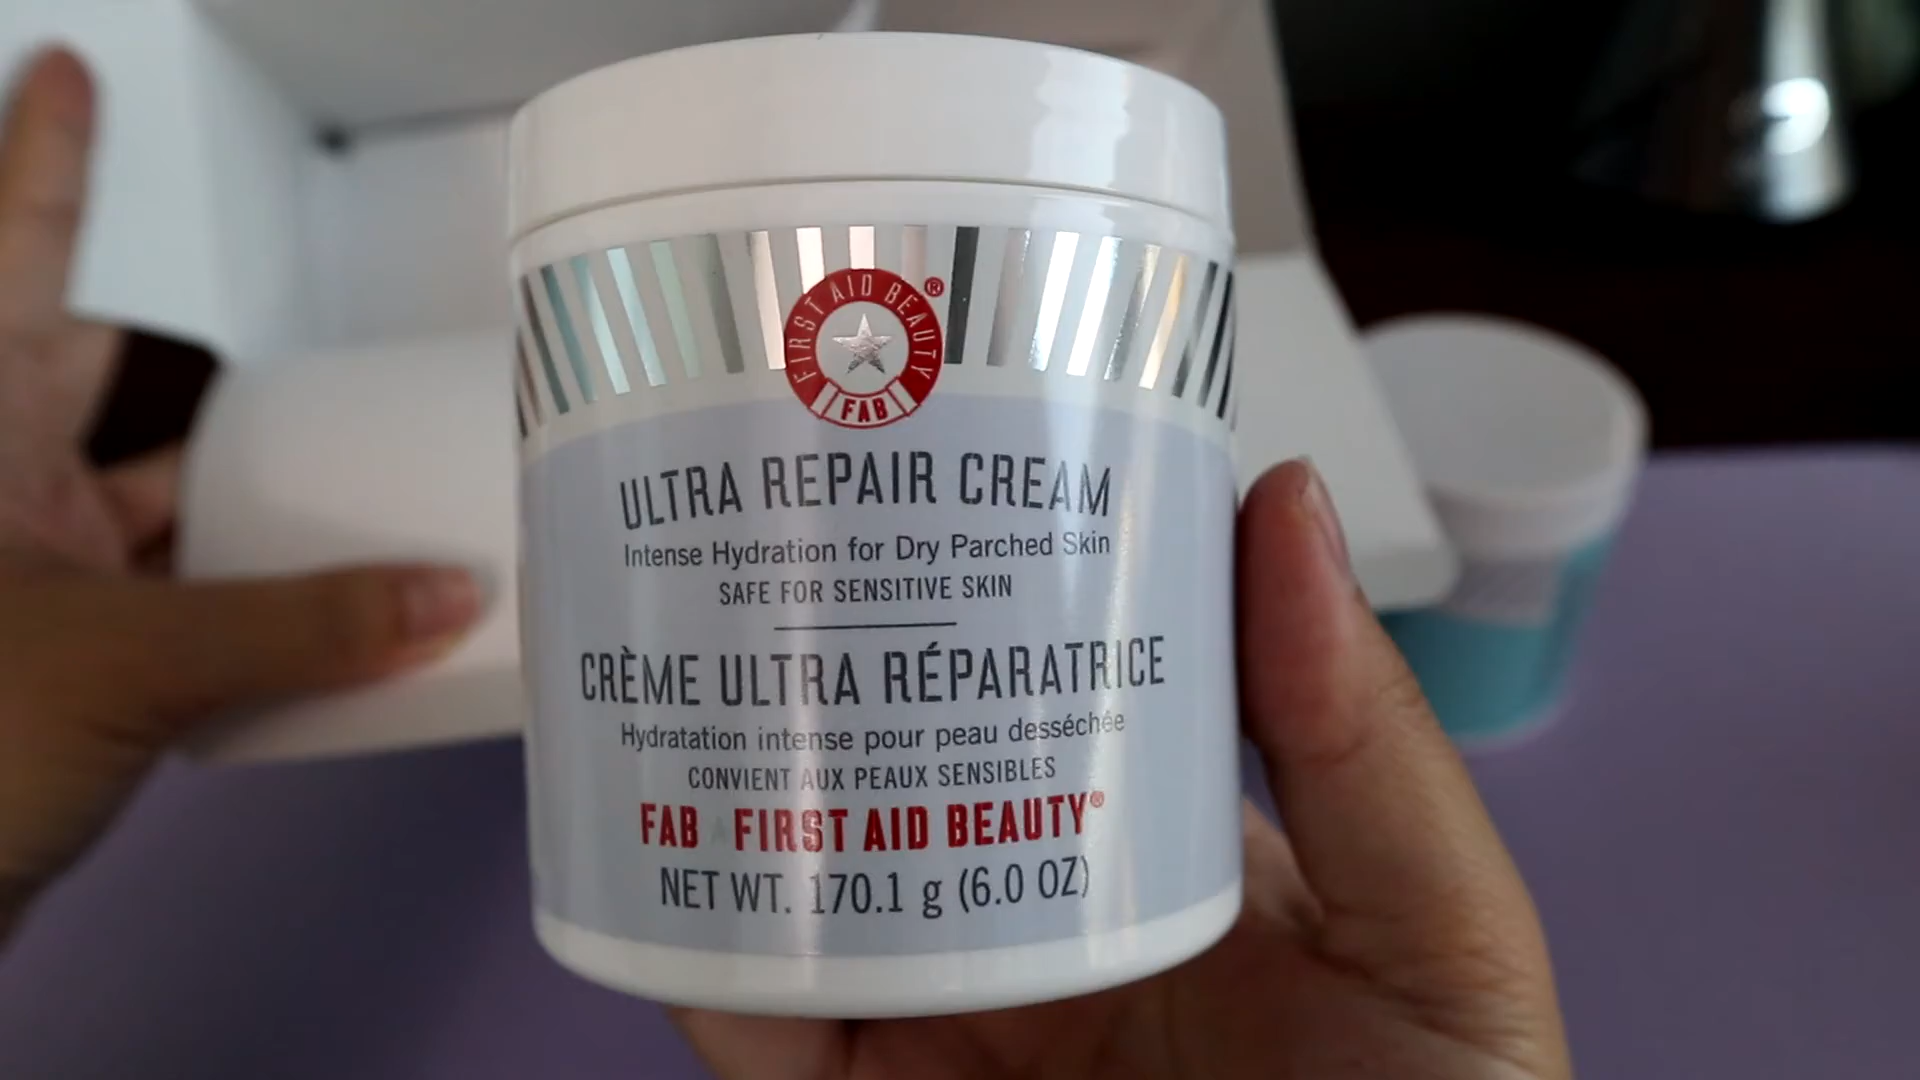 FIRST AID BEAUTY®
FAB
ULTRA REPAIR CREAM
Intense Hydration for Dry Parched Skin
SAFE FOR SENSITIVE SKIN
CRÈME ULTRA RÉPARATRICE
Hydratation intense pour peau desséchée
CONVIENT AUX PEAUX SENSIBLES
FAB FIRST AID BEAUTY®
NET WT. 170.1 g (6.0 OZ)